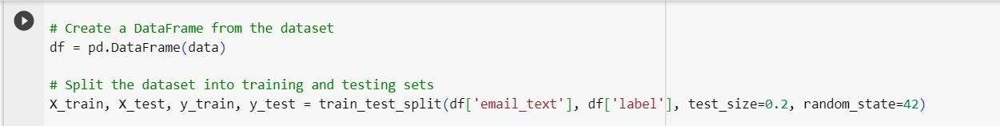 # Create a DataFrame from the dataset
df = pd.DataFrame(data)
# Split the dataset into training and testing sets
X_train, X_test, y_train, y_test = train_test_split(df['email_text'], df['label'], test_size=0.2, random_state=42)